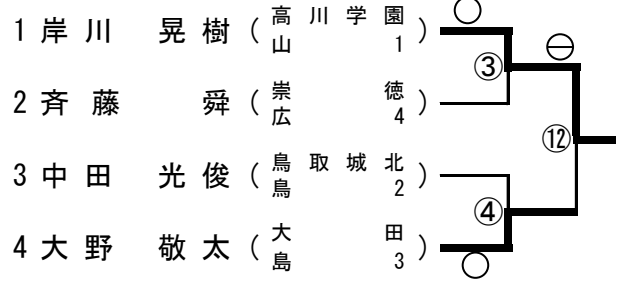 1 岸川 晃樹 (高川学園 山1)
③
2 斉藤 舜 (崇徳 広4)
⑫
3 中田 光俊 (鳥取城北 鳥2)
④
4 大野 敬太 (大田 島3)